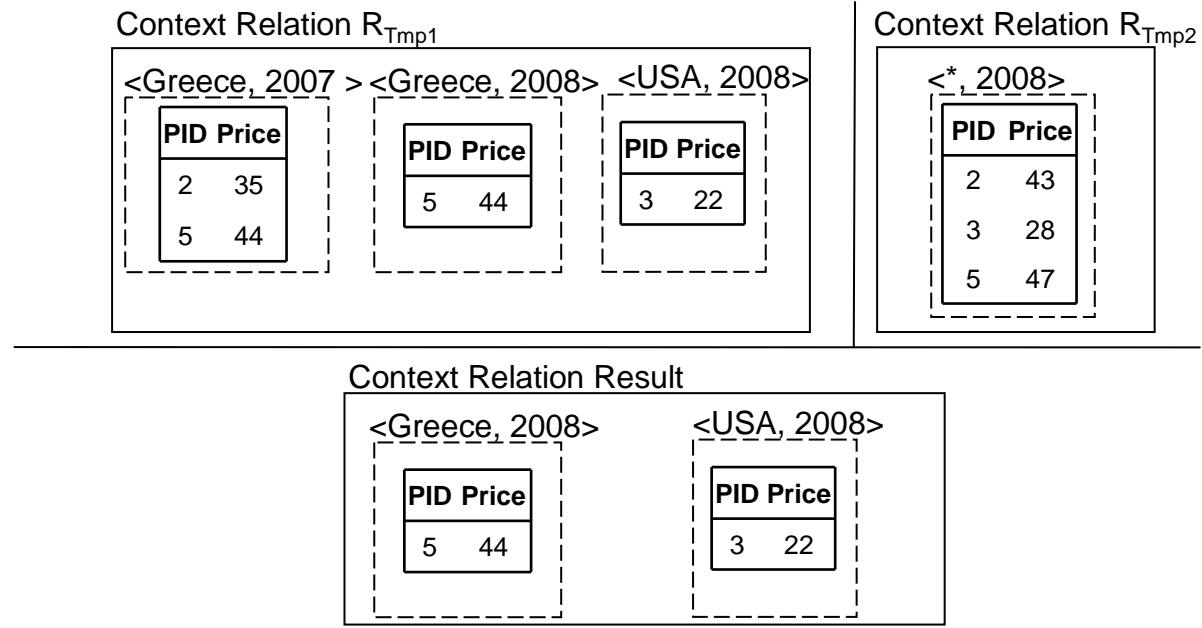 Context Relation RTmp1
<Greece, 2007 > <Greece, 2008> <USA, 2008>
PID Price
2 35
5 44
PID Price
5 44
PID Price
3 22
Context Relation RTmp2
<*, 2008>
PID Price
2 43
3 28
5 47
Context Relation Result
<Greece, 2008> <USA, 2008>
PID Price
5 44
PID Price
3 22